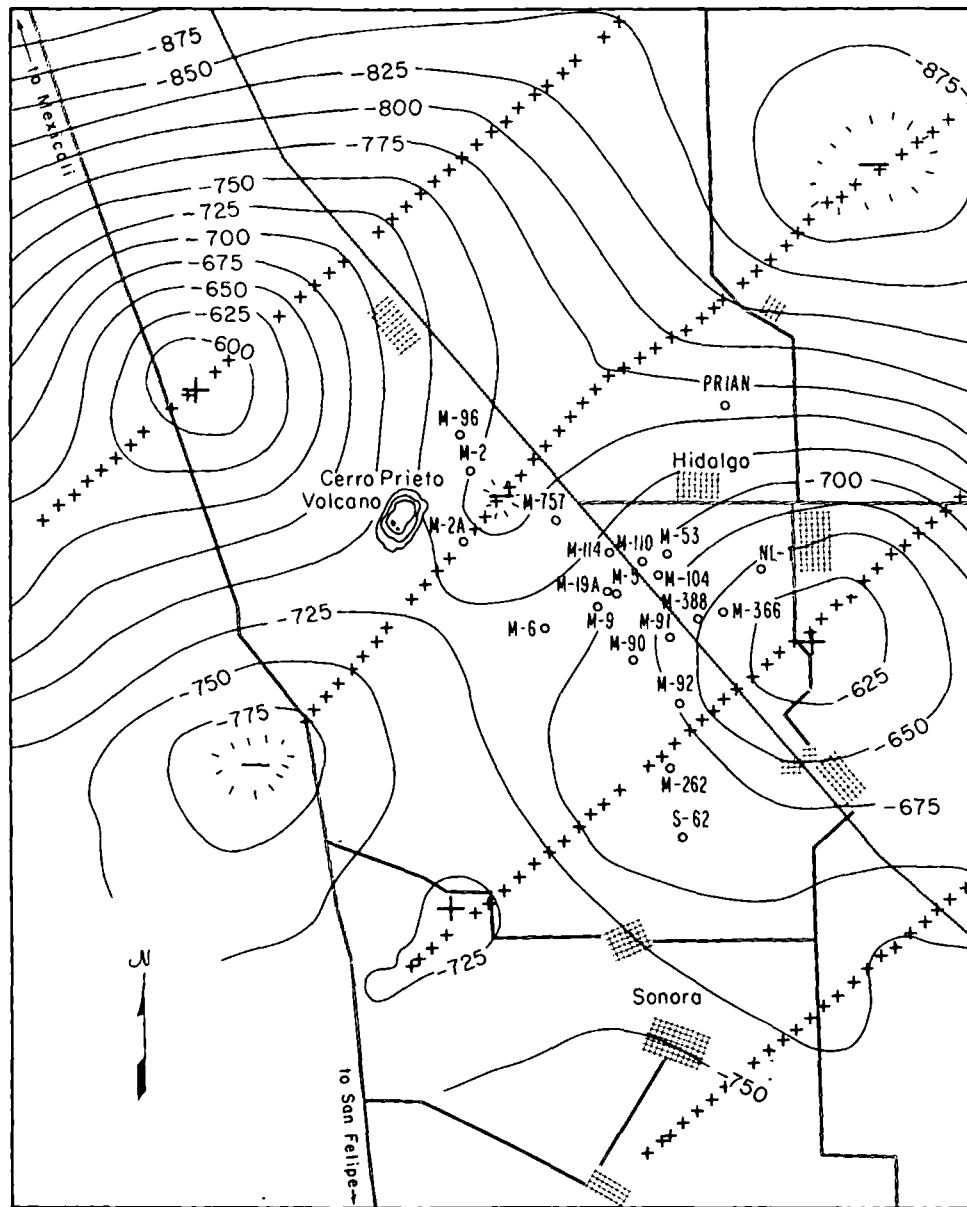 -875
-850
-825
-875
-800
-775
to Mexacali
-750
-725
-700
-675
-650
-625
-600
PRIAN
M-96
M-2
Hidalgo
-700
Cerro Prieto
Volcano
M-757
M-2A
M-114
M-110
M-53
NL-1
M-104
M-19A
M-5
M-388
M-366
-725
M-6
M-9
M-91
M-90
-750
-625
M-92
-775
-650
M-262
-675
S-62
N
-725
Sonora
-750
to San Felipe